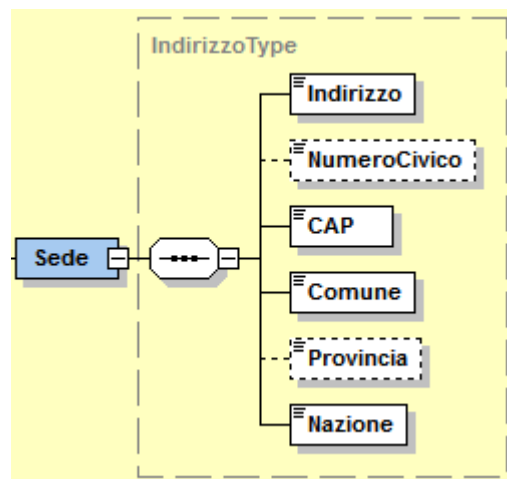 IndirizzoType
Indirizzo
NumeroCivico
CAP
Sede
Comune
Provincia
Nazione